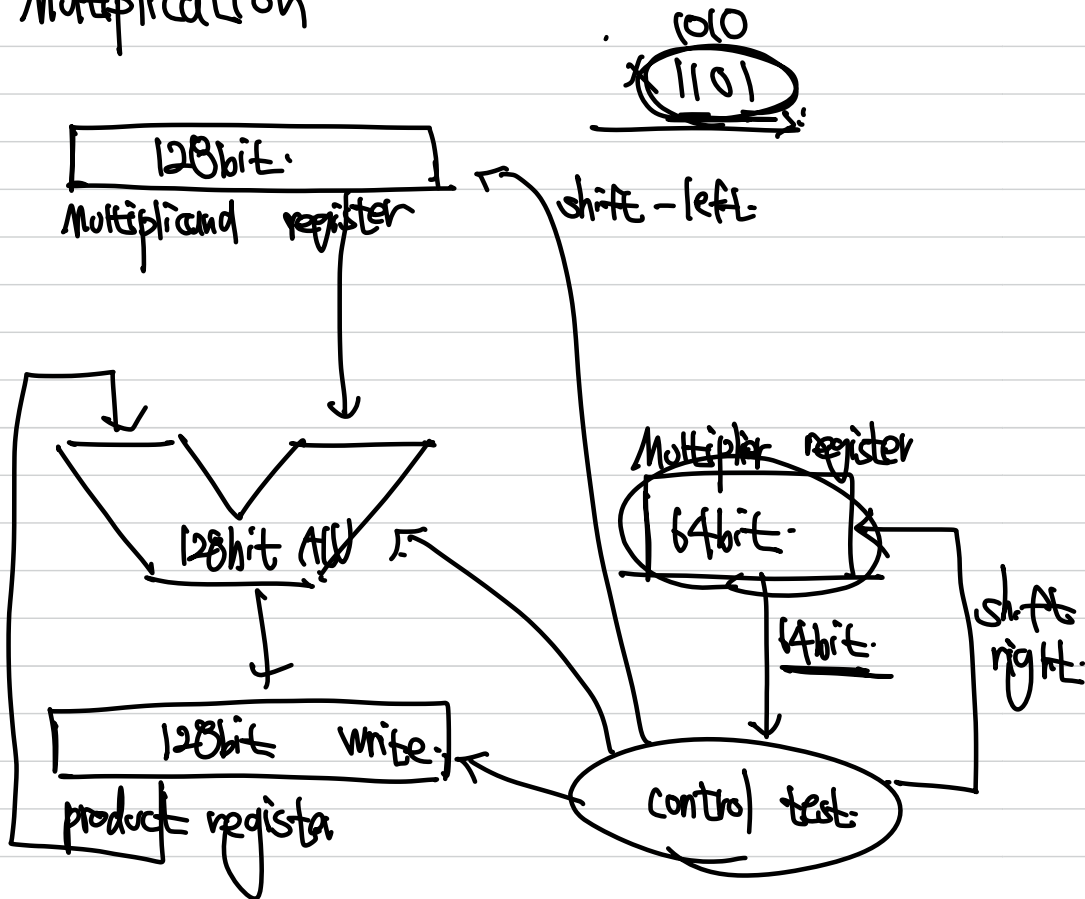 Multiplication
1010
x 1101
128bit.
Multiplicand register
shift-left.
Multiplier register
64bit.
128bit ALU
64bit.
shift
right.
128bit write.
product register
control test.